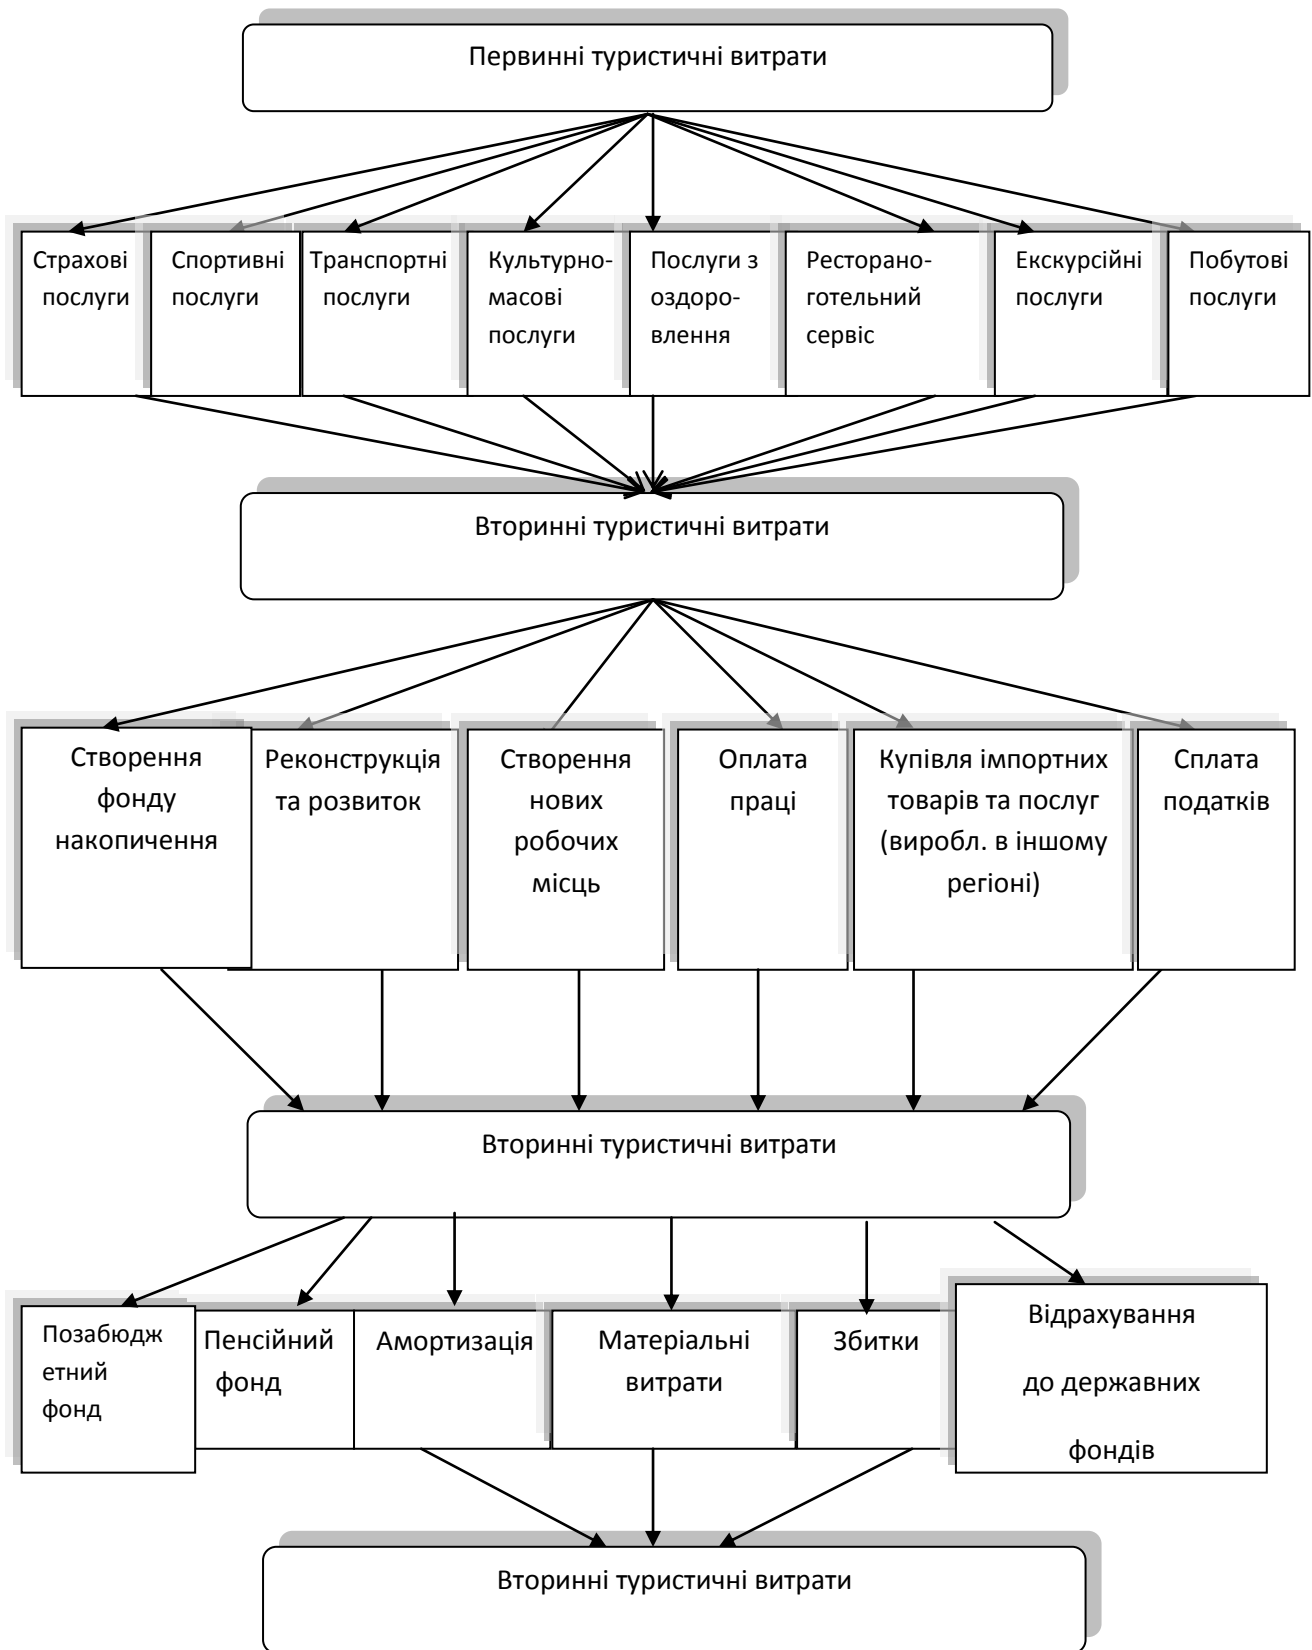 Первинні туристичні витрати
Страхові
послуги
Спортивні
послуги
Транспортні
послуги
Культурно-
масові
послуги
Послуги з
оздоро-
влення
Ресторано-
готельний
сервіс
Екскурсійні
послуги
Побутові
послуги
Вторинні туристичні витрати
Створення
фонду
накопичення
Реконструкція
та розвиток
Створення
нових
робочих
місць
Оплата
праці
Купівля імпортних
товарів та послуг
(виробл. в іншому
регіоні)
Сплата
податків
Вторинні туристичні витрати
Позабюдж
етний
фонд
Пенсійний
фонд
Амортизація
Матеріальні
витрати
Збитки
Відрахування
до державних
фондів
Вторинні туристичні витрати